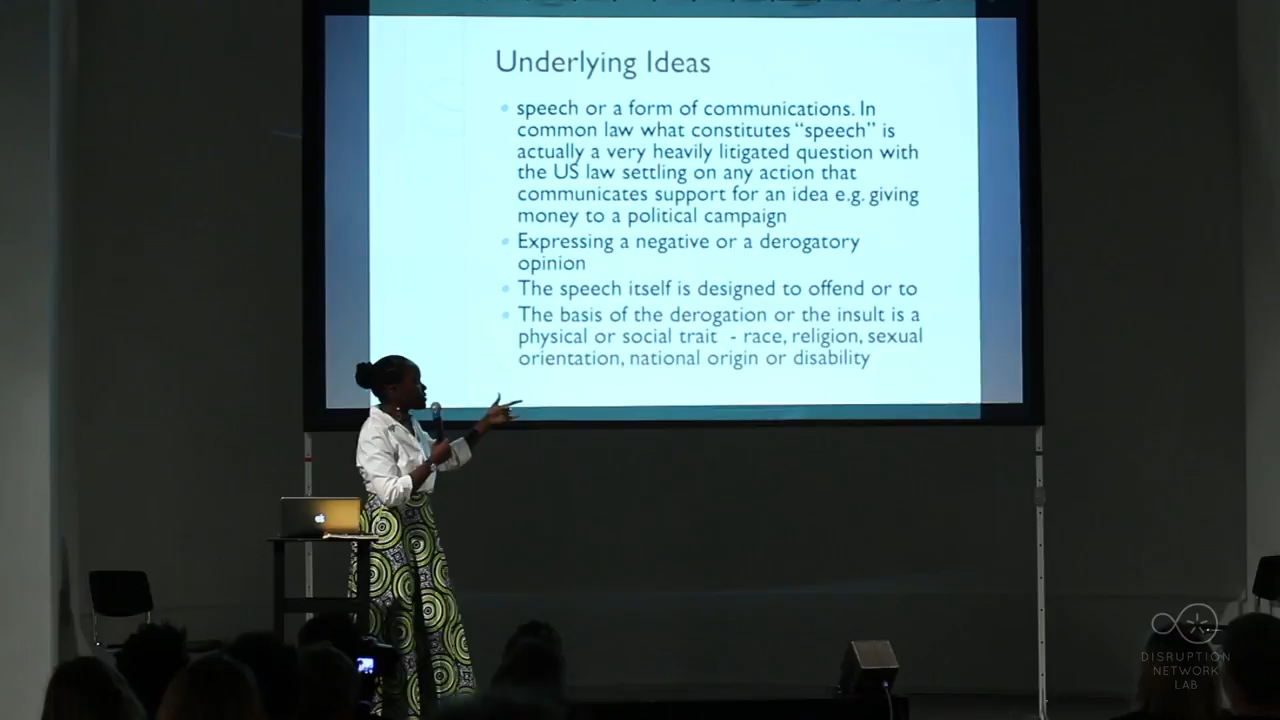 Underlying Ideas
speech or a form of communications. In
common law what constitutes “speech” is
actually a very heavily litigated question with
the US law settling on any action that
communicates support for an idea e.g. giving
money to a political campaign
Expressing a negative or a derogatory
opinion
The speech itself is designed to offend or to
The basis of the derogation or the insult is a
physical or social trait - race, religion, sexual
orientation, national origin or disability
DISRUPTION
NETWORK
LAB